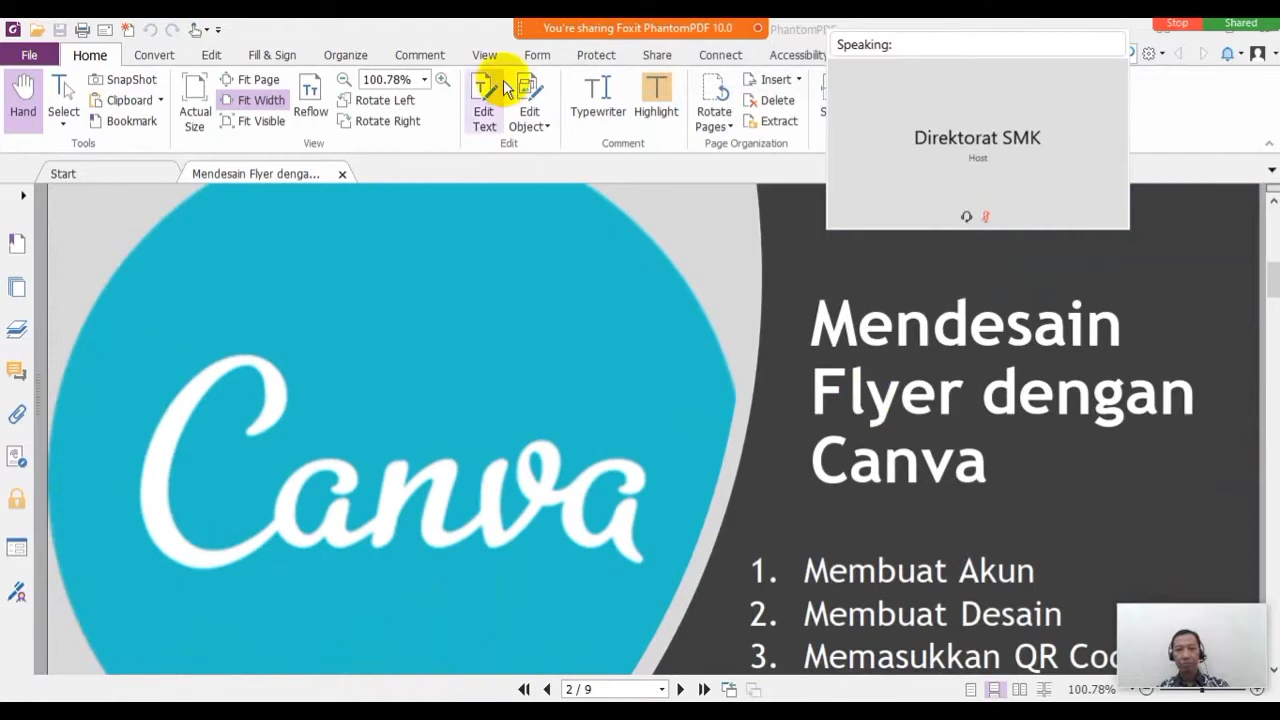 You're sharing Foxit PhantomPDF 10.0
PhantomPDF
Stop
Shared
Speaking:
Direktorat SMK
Host
File
Home
Convert
Edit
Fill & Sign
Organize
Comment
View
Form
Protect
Share
Connect
Accessibility
Hand
Select
SnapShot
Clipboard
Bookmark
Tools
Actual Size
Fit Page
Fit Width
Fit Visible
Reflow
100.78%
Rotate Left
Rotate Right
View
Edit Text
Edit Object
Edit
Typewriter
Highlight
Comment
Rotate Pages
Insert
Delete
Extract
Page Organization
Start
Mendesain Flyer denga...
Canva
Mendesain
Flyer dengan
Canva
1. Membuat Akun
2. Membuat Desain
3. Memasukkan QR Cod
2 / 9
100.78%